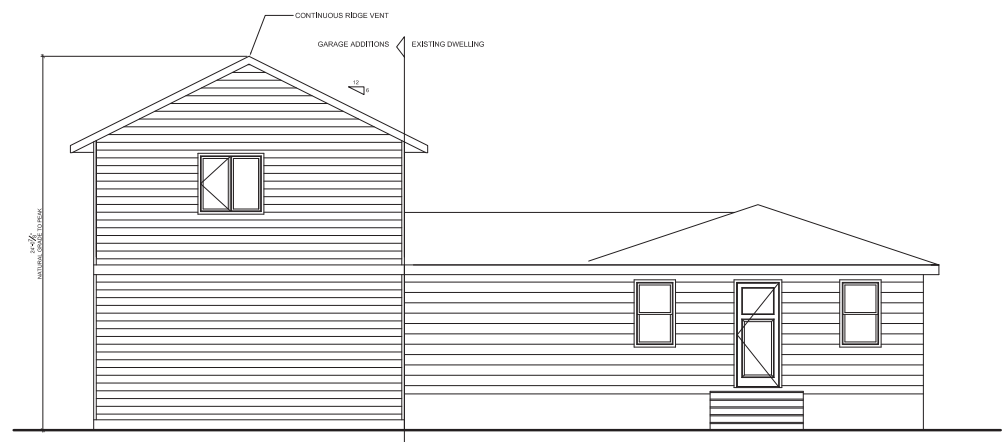 CONTINUOUS RIDGE VENT
GARAGE ADDITIONS
EXISTING DWELLING
12
6
NATURAL GRADE TO PEAK